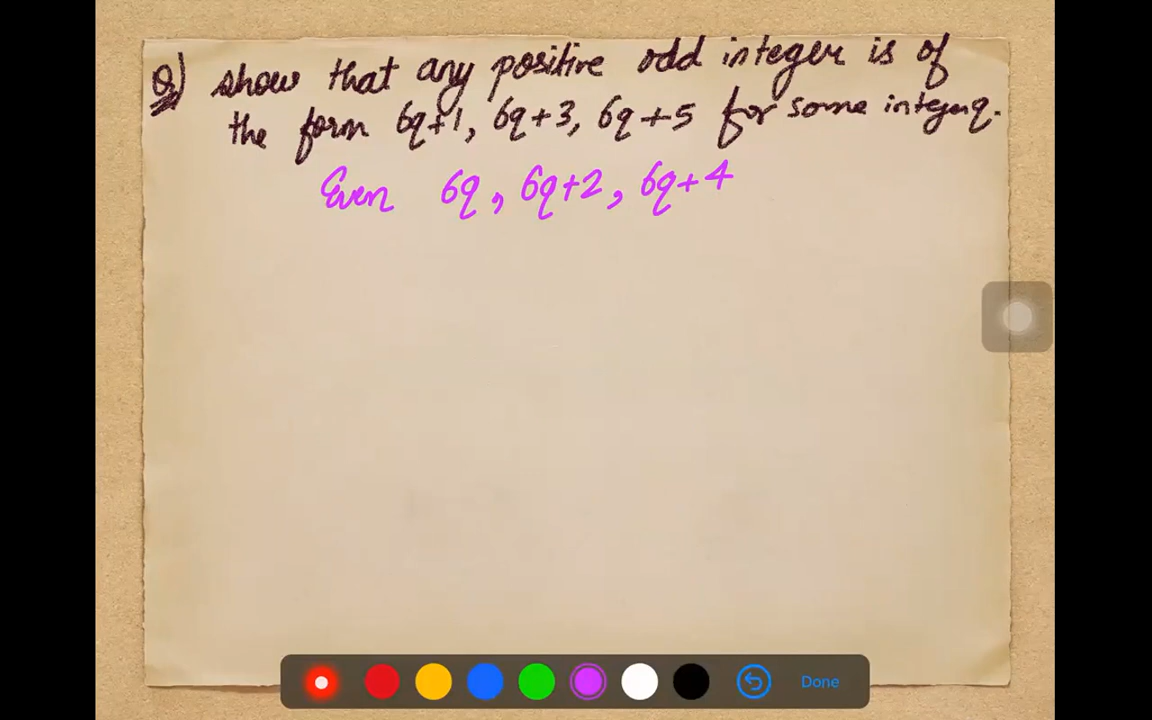 Q) show that any positive odd integer is of
the form 6q+1, 6q+3, 6q+5 for some integer q.
Even 6q, 6q+2, 6q+4
Done